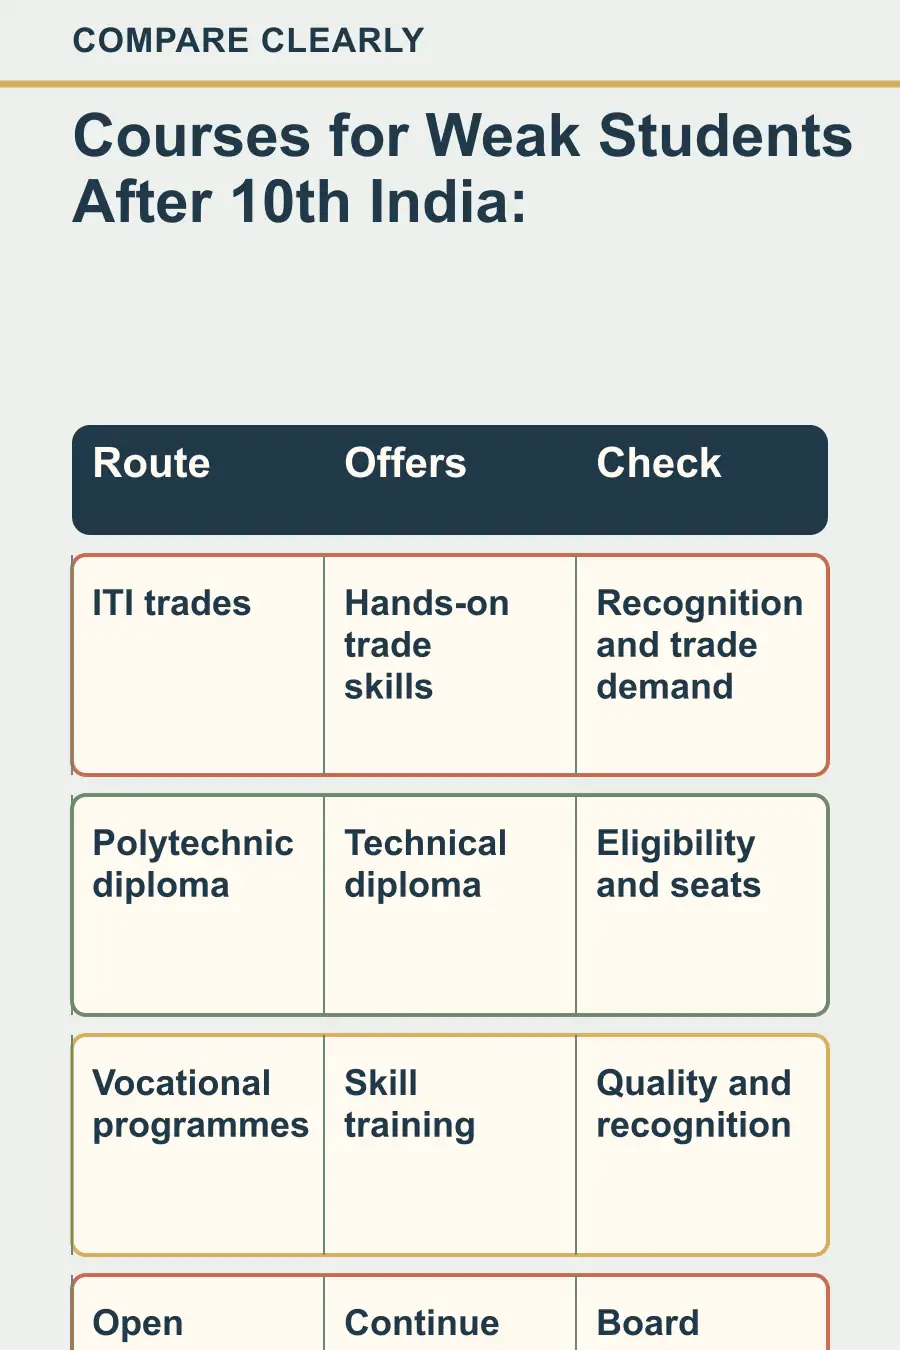 COMPARE CLEARLY
Courses for Weak Students
After 10th India:
Route
Offers
Check
ITI trades
Hands-on
trade
skills
Recognition
and trade
demand
Polytechnic
diploma
Technical
diploma
Eligibility
and seats
Vocational
programmes
Skill
training
Quality and
recognition
Open
Continue
Board